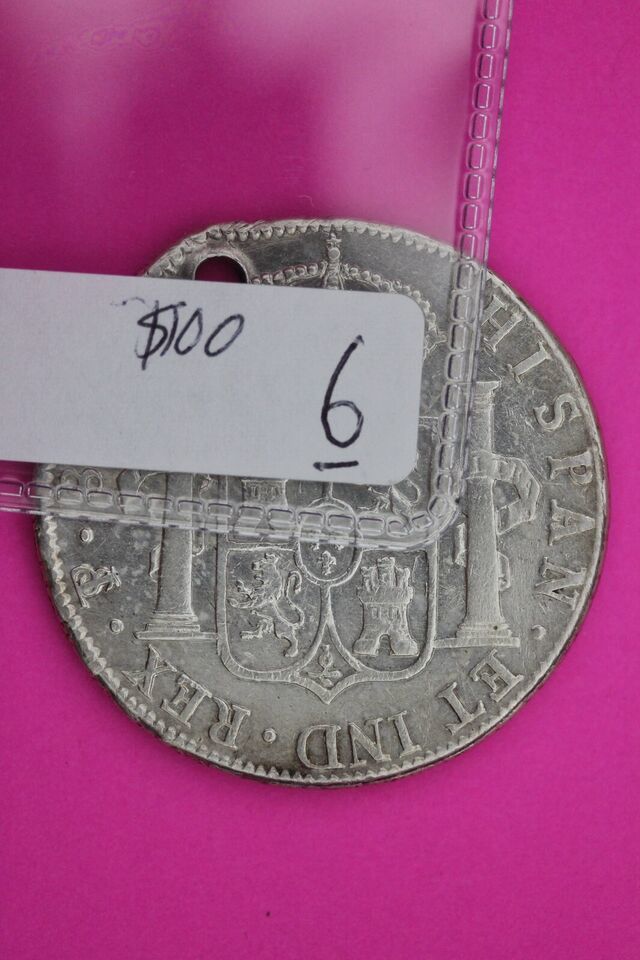 $100
6
HISPAN · ET IND · REX ·